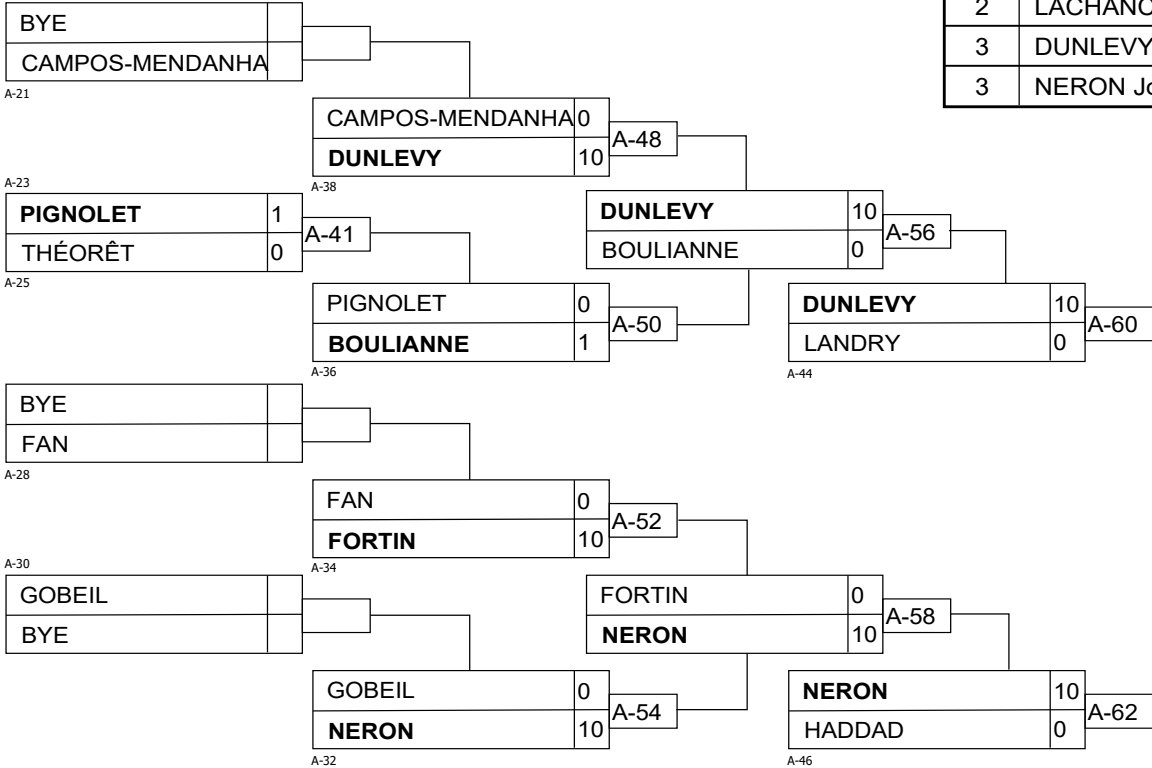 BYE
CAMPOS-MENDANHA
A-21
2
3 DUNLEVY
3 NERON
CAMPOS-MENDANHA 0
DUNLEVY 10
A-48
A-38
A-23
PIGNOLET 1
THÉORÊT 0
A-41
A-25
DUNLEVY 10
BOULIANNE 0
A-56
PIGNOLET 0
BOULIANNE 1
A-50
A-36
DUNLEVY 10
LANDRY 0
A-60
A-44
BYE
FAN
A-28
FAN 0
FORTIN 10
A-52
A-34
A-30
GOBEIL
BYE
FORTIN 0
NERON 10
A-58
GOBEIL 0
NERON 10
A-54
A-32
NERON 10
HADDAD 0
A-62
A-46